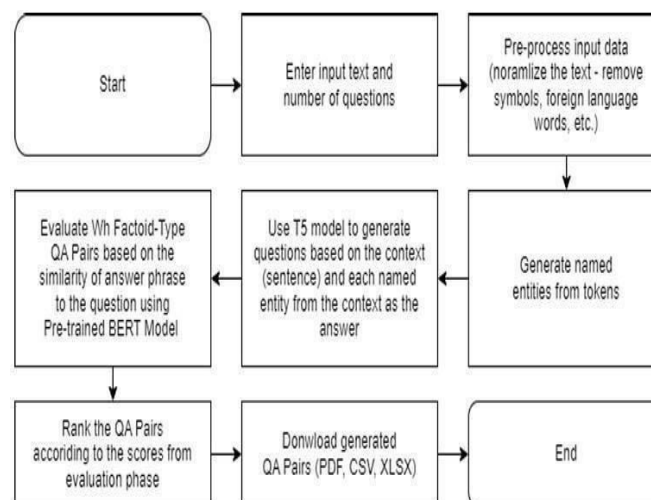 Start
Enter input text and
number of questions
Pre-process input data
(noramlize the text - remove
symbols, foreign language
words, etc.)
Generate named
entities from tokens
Use T5 model to generate
questions based on the context
(sentence) and each named
entity from the context as the
answer
Evaluate Wh Factoid-Type
QA Pairs based on the
similarity of answer phrase
to the question using
Pre-trained BERT Model
Rank the QA Pairs
accoriding to the scores from
evaluation phase
Donwload generated
QA Pairs (PDF, CSV, XLSX)
End